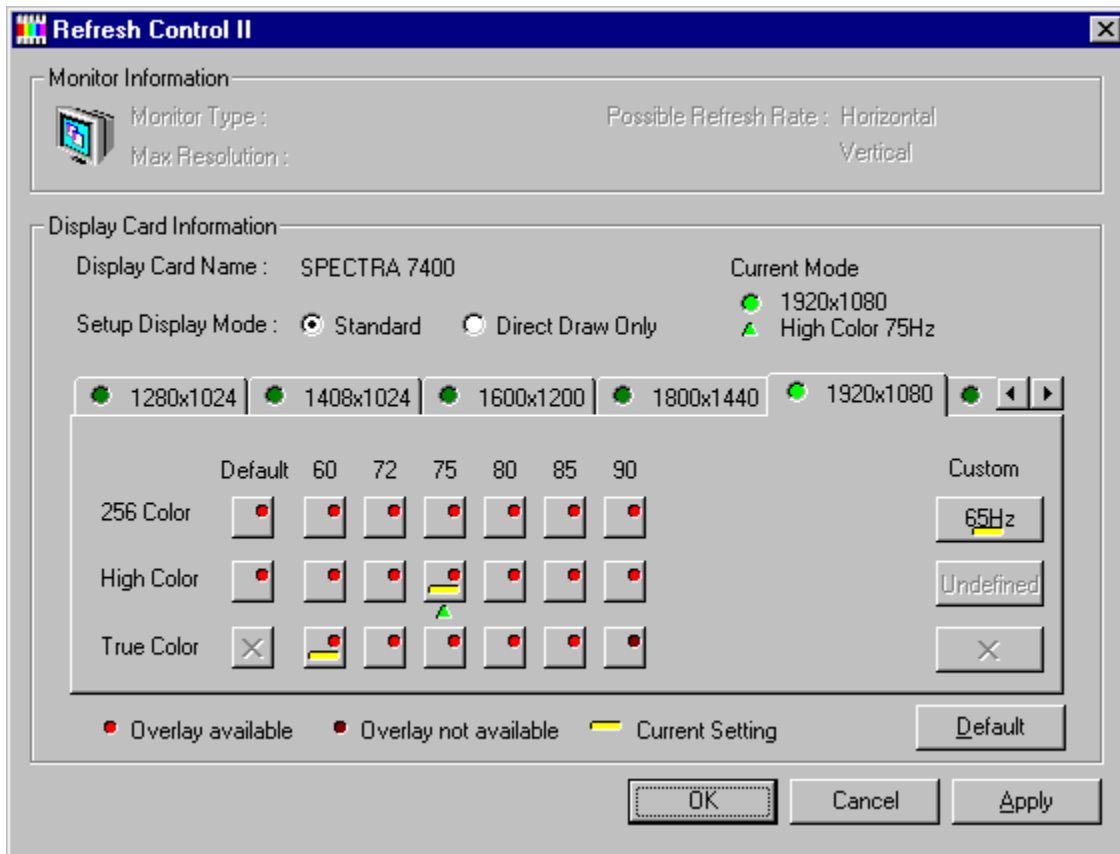 Refresh Control II
Monitor Information
Monitor Type :
Possible Refresh Rate : Horizontal
Max Resolution :
Vertical
Display Card Information
Display Card Name : SPECTRA 7400
Current Mode
1920x1080
Setup Display Mode : Standard Direct Draw Only
High Color 75Hz
1280x1024 1408x1024 1600x1200 1800x1440 1920x1080
Default 60 72 75 80 85 90 Custom
256 Color 65Hz
High Color Undefined
True Color
Overlay available Overlay not available Current Setting Default
OK Cancel Apply